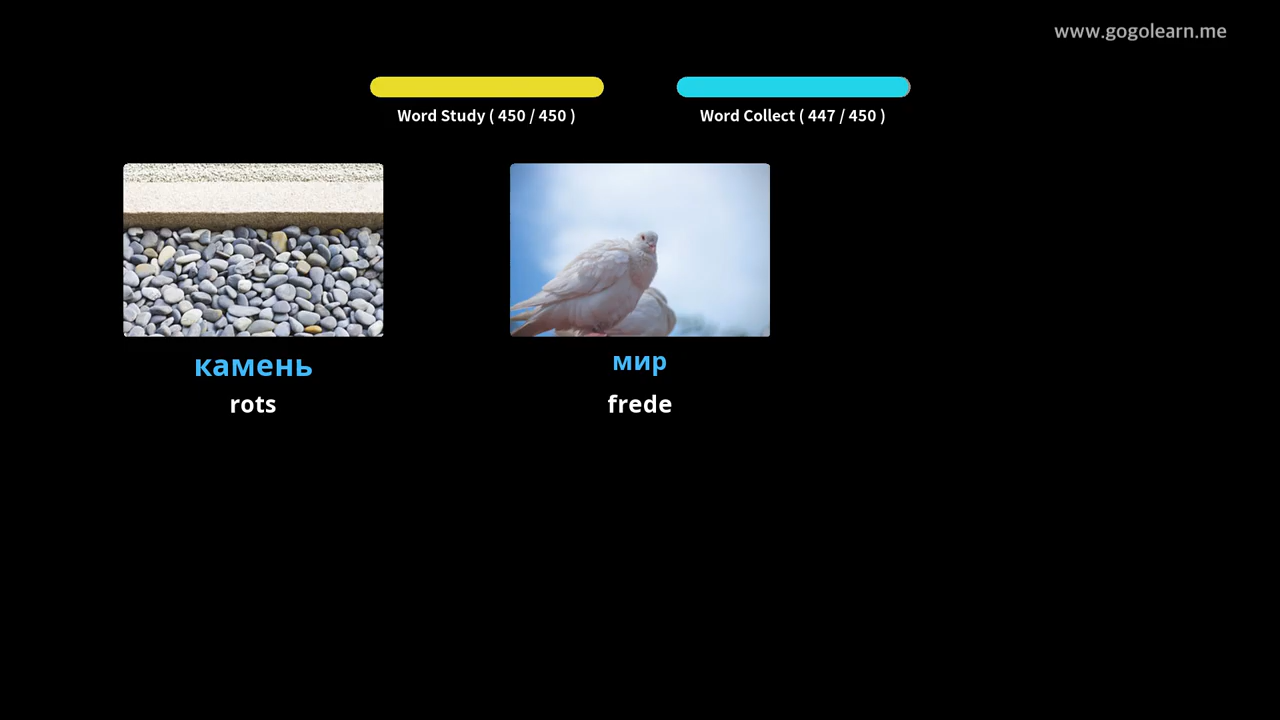 www.gogolearn.me
Word Study ( 450 / 450 )
Word Collect ( 447 / 450 )
камень
rots
мир
frede